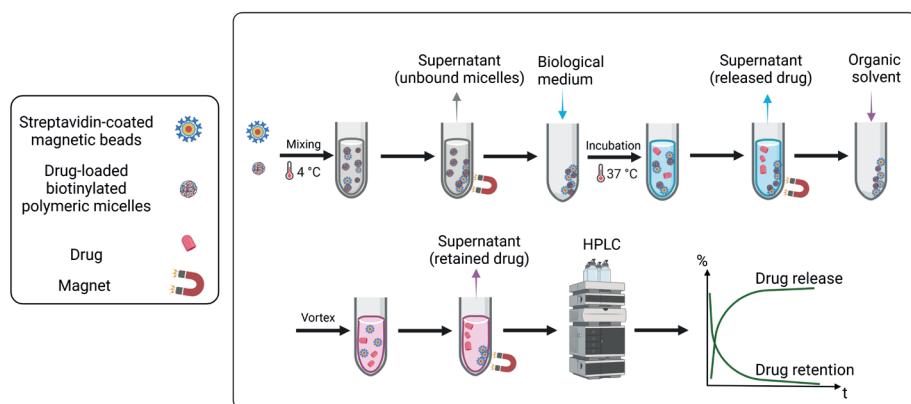 Streptavidin-coated
magnetic beads
Drug-loaded
biotinylated
polymeric micelles
Drug
Magnet
Mixing
4 °C
Supernatant
(unbound micelles)
Biological
medium
Incubation
37 °C
Supernatant
(released drug)
Organic
solvent
Vortex
Supernatant
(retained drug)
HPLC
%
Drug release
Drug retention
t